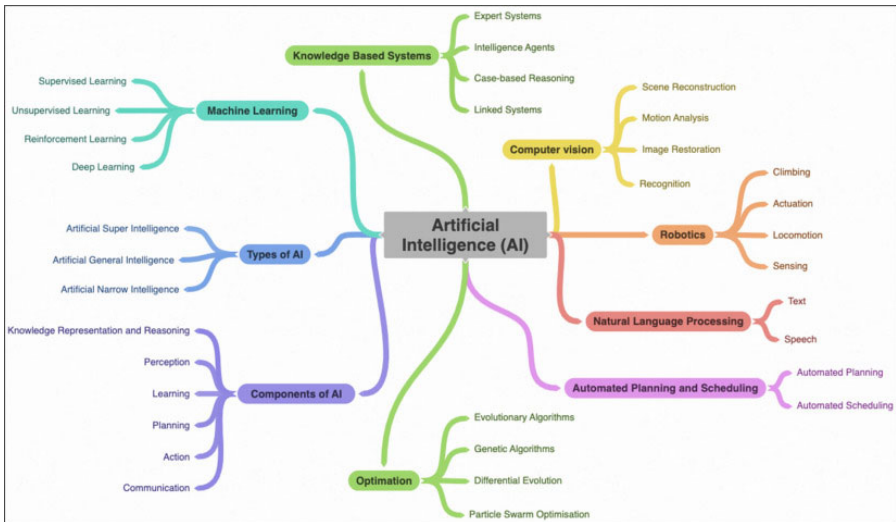 Artificial
Intelligence (AI)
Knowledge Based Systems
Expert Systems
Intelligence Agents
Case-based Reasoning
Linked Systems
Machine Learning
Supervised Learning
Unsupervised Learning
Reinforcement Learning
Deep Learning
Types of AI
Artificial Super Intelligence
Artificial General Intelligence
Artificial Narrow Intelligence
Components of AI
Knowledge Representation and Reasoning
Perception
Learning
Planning
Action
Communication
Computer vision
Scene Reconstruction
Motion Analysis
Image Restoration
Recognition
Robotics
Climbing
Actuation
Locomotion
Sensing
Natural Language Processing
Text
Speech
Automated Planning and Scheduling
Automated Planning
Automated Scheduling
Optimation
Evolutionary Algorithms
Genetic Algorithms
Differential Evolution
Particle Swarm Optimisation